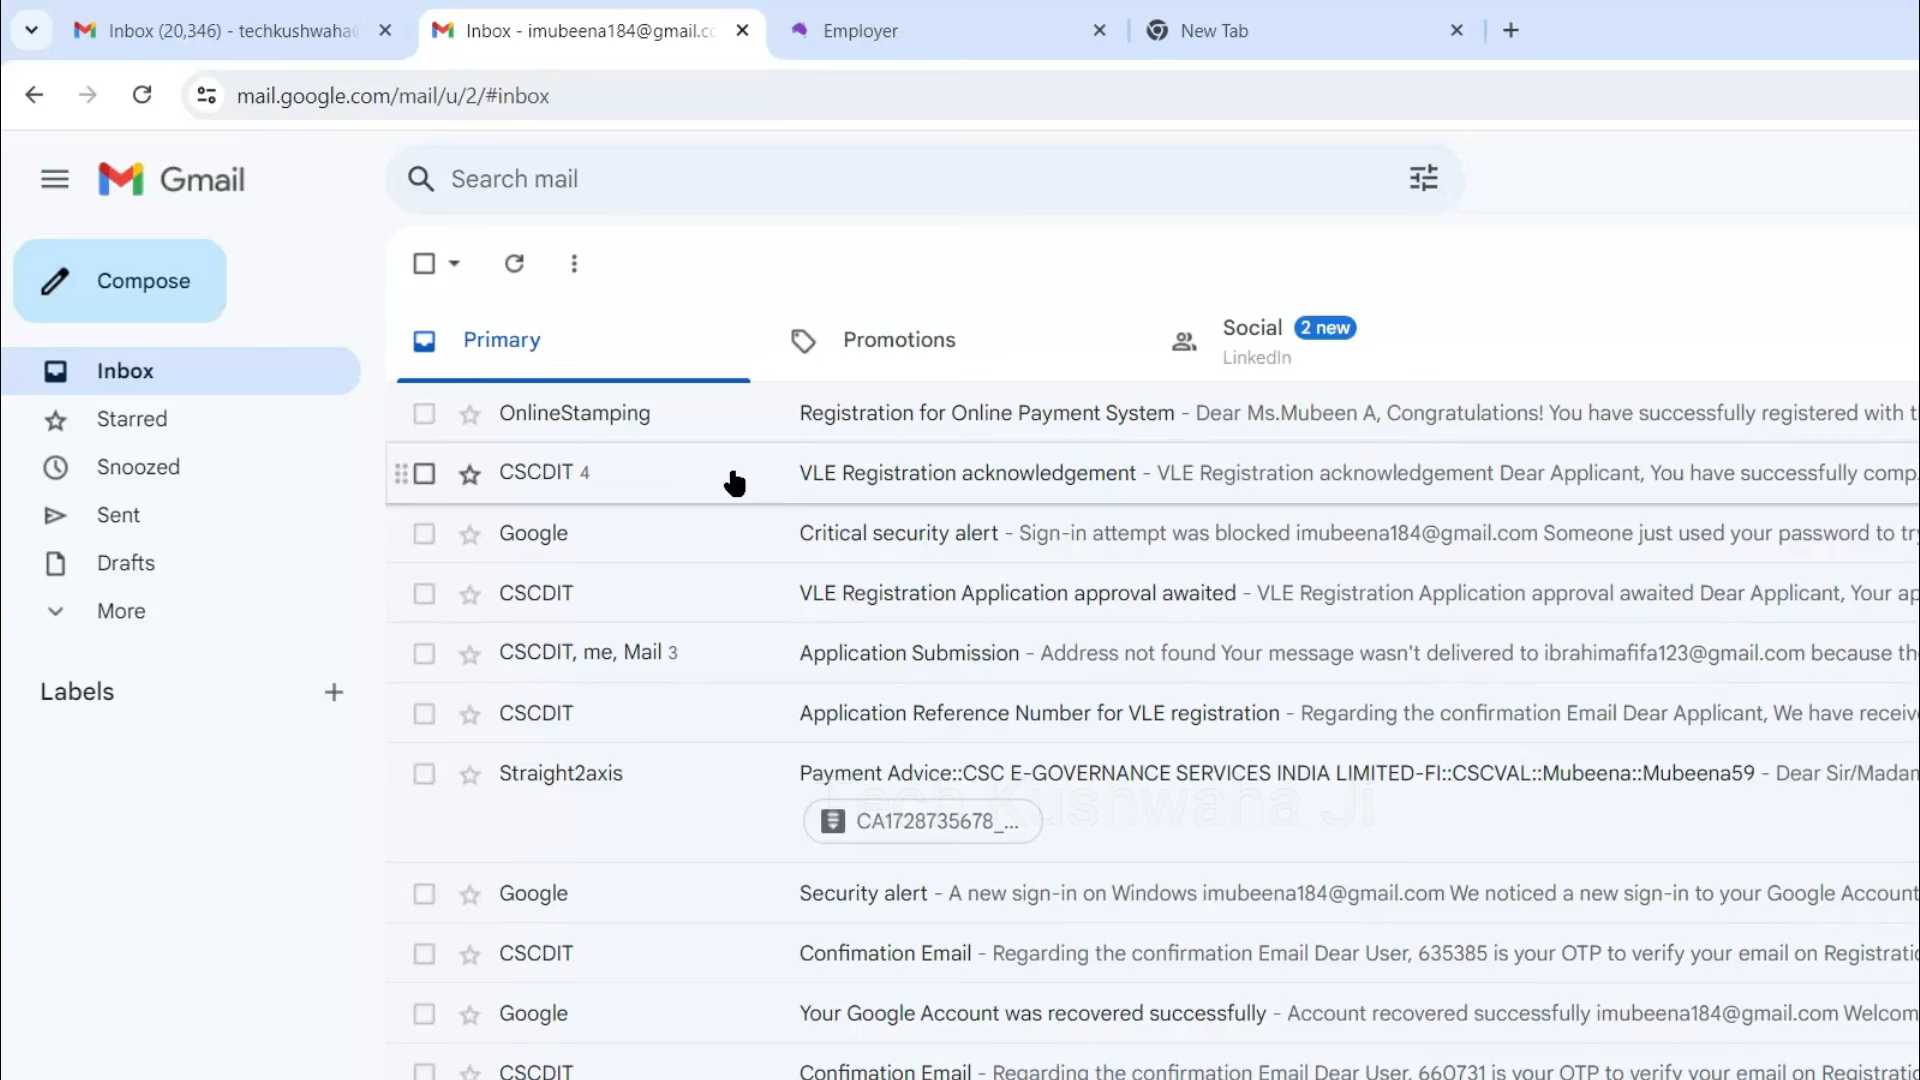 Inbox (20,346) - techkushwaha
Inbox - imubeena184@gmail.cc
Employer
New Tab
mail.google.com/mail/u/2/#inbox
Gmail
Search mail
Compose
Primary
Promotions
Social 2 new
LinkedIn
Inbox
Starred
Snoozed
Sent
Drafts
More
Labels
OnlineStamping Registration for Online Payment System - Dear Ms.Mubeen A, Congratulations! You have successfully registered with t
CSCDIT 4 VLE Registration acknowledgement - VLE Registration acknowledgement Dear Applicant, You have successfully comp
Google Critical security alert - Sign-in attempt was blocked imubeena184@gmail.com Someone just used your password to tr
CSCDIT VLE Registration Application approval awaited - VLE Registration Application approval awaited Dear Applicant, Your ap
CSCDIT, me, Mail 3 Application Submission - Address not found Your message wasn't delivered to ibrahimafifa123@gmail.com because th
CSCDIT Application Reference Number for VLE registration - Regarding the confirmation Email Dear Applicant, We have receiv
Straight2axis Payment Advice::CSC E-GOVERNANCE SERVICES INDIA LIMITED-FI::CSCVAL::Mubeena::Mubeena59 - Dear Sir/Madam
CA1728735678_...
Tech Kushwaha Ji
Google Security alert - A new sign-in on Windows imubeena184@gmail.com We noticed a new sign-in to your Google Account
CSCDIT Confimation Email - Regarding the confirmation Email Dear User, 635385 is your OTP to verify your email on Registratio
Google Your Google Account was recovered successfully - Account recovered successfully imubeena184@gmail.com Welcom
CSCDIT Confimation Email - Regarding the confirmation Email Dear User, 660731 is your OTP to verify your email on Registratio